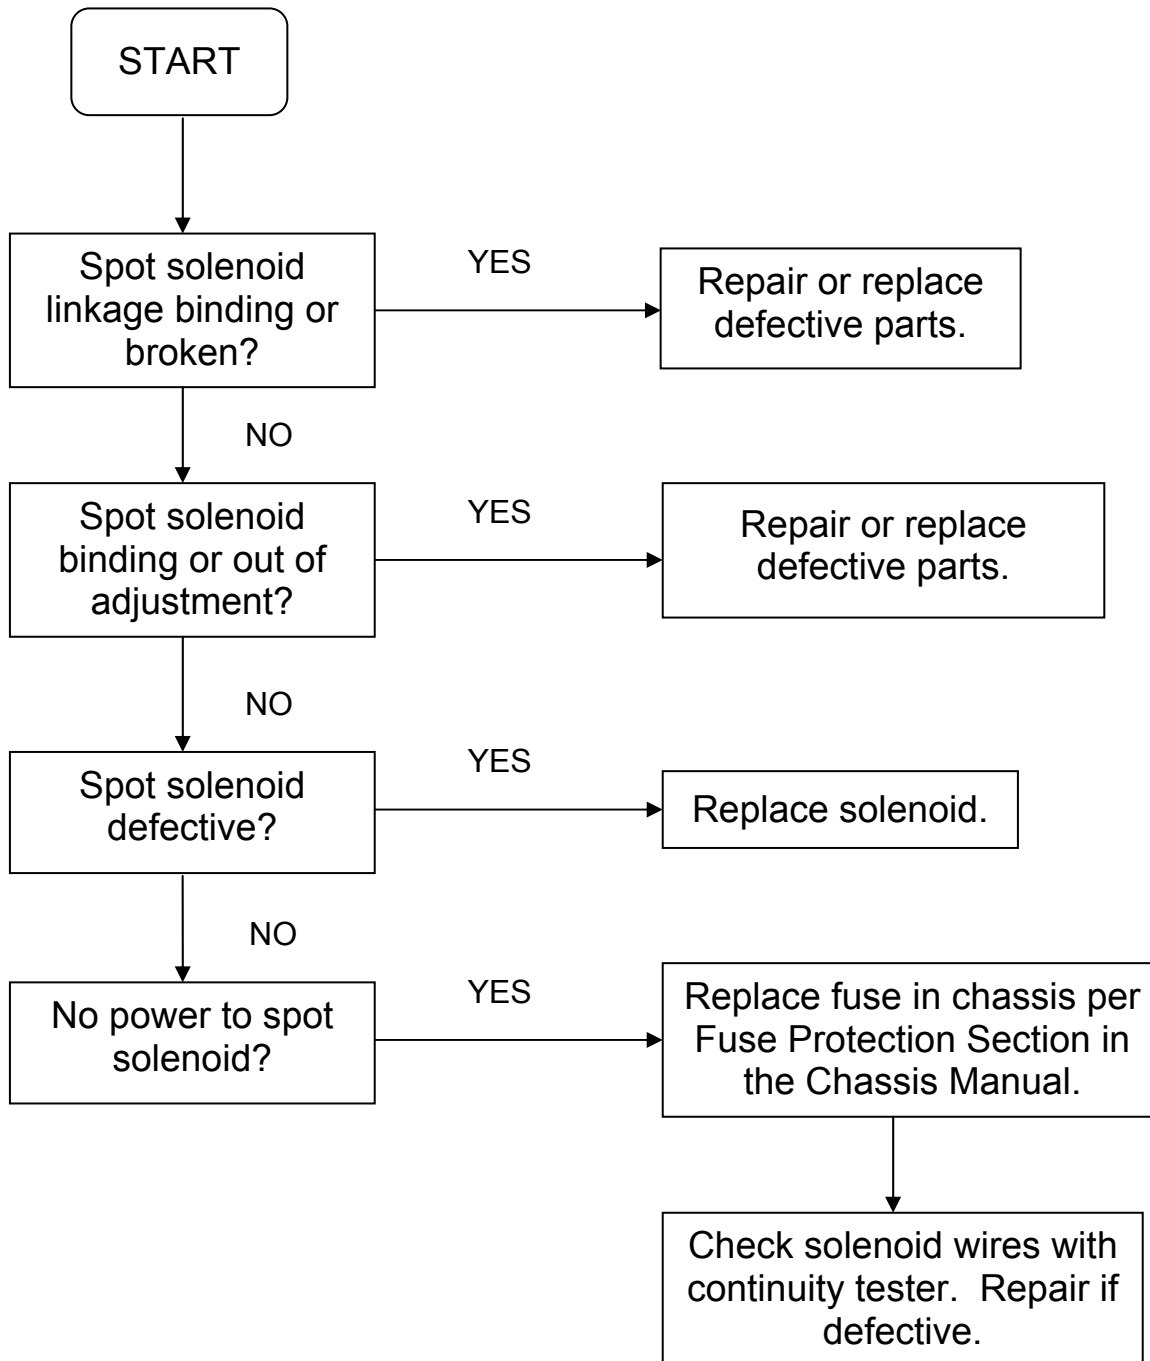 START
Spot solenoid
linkage binding or
broken?
YES
Repair or replace
defective parts.
NO
Spot solenoid
binding or out of
adjustment?
YES
Repair or replace
defective parts.
NO
Spot solenoid
defective?
YES
Replace solenoid.
NO
No power to spot
solenoid?
YES
Replace fuse in chassis per
Fuse Protection Section in
the Chassis Manual.
Check solenoid wires with
continuity tester.  Repair if
defective.